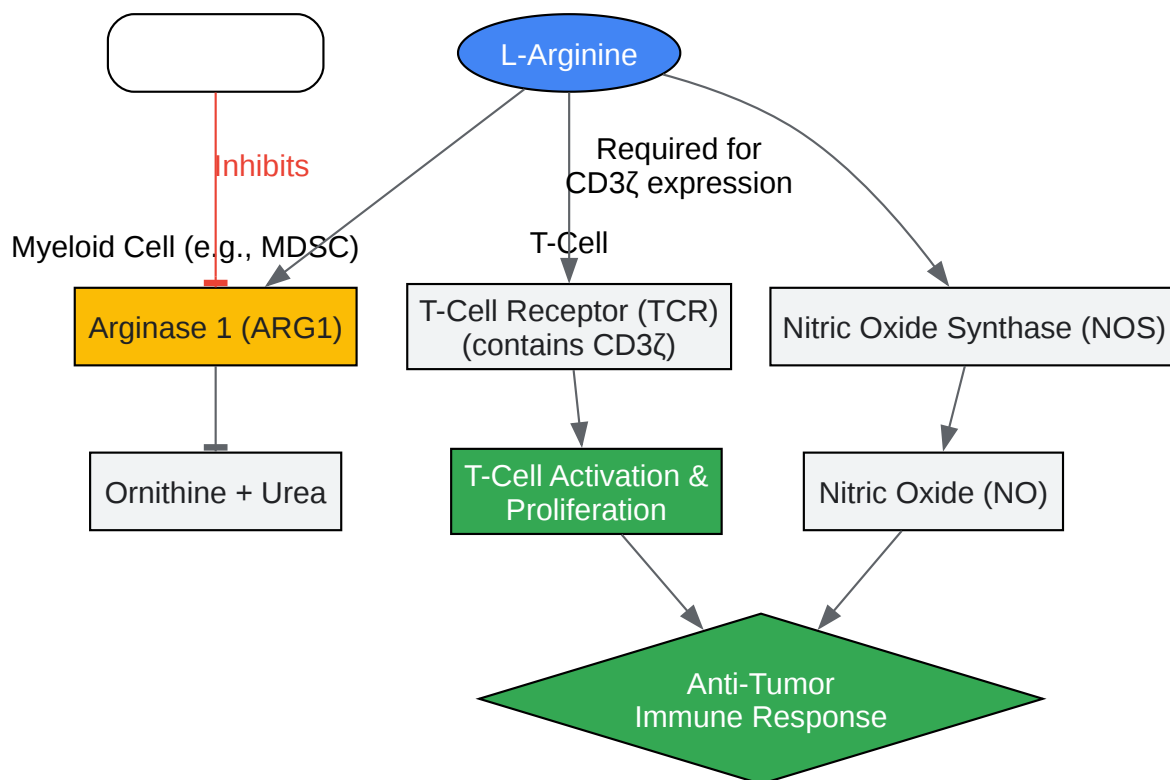 L-Arginine
Inhibits
Required for
CD3ζ expression
Myeloid Cell (e.g., MDSC)
T-Cell
Arginase 1 (ARG1)
T-Cell Receptor (TCR)
(contains CD3ζ)
Nitric Oxide Synthase (NOS)
Ornithine + Urea
T-Cell Activation &
Proliferation
Nitric Oxide (NO)
Anti-Tumor
Immune Response